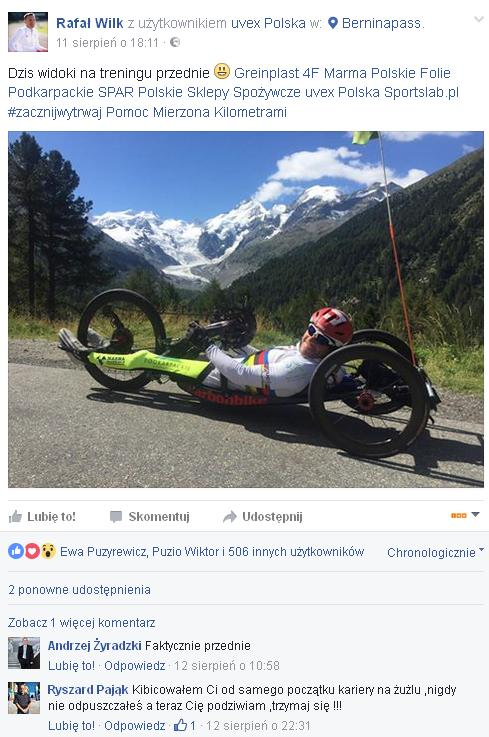 Rafał Wilk z użytkownikiem uvex Polska w: Berninapass.
11 sierpień o 18:11 ·
Dzis widoki na treningu przednie 😃 Greinplast 4F Marma Polskie Folie
Podkarpackie SPAR Polskie Sklepy Spożywcze uvex Polska Sportslab.pl
#zacznijwytrwaj Pomoc Mierzona Kilometrami
MARMA
PODKARPACKIE
carbonbike
Lubię to! Skomentuj Udostępnij
Ewa Puzyrewicz, Puzio Wiktor i 506 innych użytkowników Chronologicznie
2 ponowne udostępnienia
Zobacz 1 więcej komentarz
Andrzej Żyradzki Faktycznie przednie
Lubię to! · Odpowiedz · 12 sierpień o 10:58
Ryszard Pająk Kibicowałem Ci od samego początku kariery na żużlu ,nigdy
nie odpuszczałeś a teraz Cię podziwiam ,trzymaj się !!!
Lubię to! · Odpowiedz · 1 · 12 sierpień o 22:31